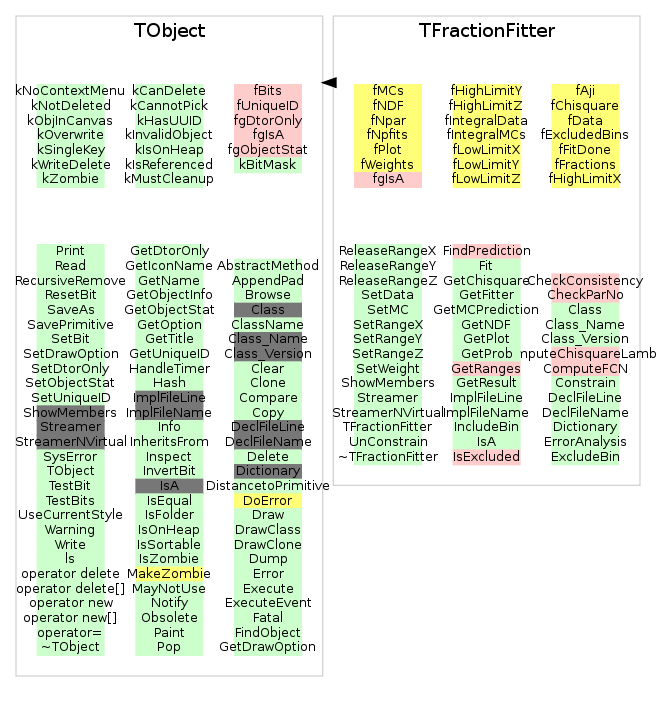 TObject
kNoContextMenu
kNotDeleted
kObjInCanvas
kOverwrite
kSingleKey
kWriteDelete
kZombie
kCanDelete
kCannotPick
kHasUUID
kInvalidObject
kIsOnHeap
kIsReferenced
kMustCleanup
fBits
fUniqueID
fgDtorOnly
fgIsA
fgObjectStat
kBitMask
Print
Read
RecursiveRemove
ResetBit
SaveAs
SavePrimitive
SetBit
SetDrawOption
SetDtorOnly
SetObjectStat
SetUniqueID
ShowMembers
Streamer
StreamerNVirtual
SysError
TObject
TestBit
TestBits
UseCurrentStyle
Warning
Write
ls
operator delete
operator delete[]
operator new
operator new[]
operator=
~TObject
GetDtorOnly
GetIconName
GetName
GetObjectInfo
GetObjectStat
GetOption
GetTitle
GetUniqueID
HandleTimer
Hash
ImplFileLine
ImplFileName
Info
InheritsFrom
Inspect
InvertBit
IsA
IsEqual
IsFolder
IsOnHeap
IsSortable
IsZombie
MakeZombie
MayNotUse
Notify
Obsolete
Paint
Pop
AbstractMethod
AppendPad
Browse
Class
ClassName
Class_Name
Class_Version
Clear
Clone
Compare
Copy
DeclFileLine
DeclFileName
Delete
Dictionary
DistancetoPrimitive
DoError
Draw
DrawClass
DrawClone
Dump
Error
Execute
ExecuteEvent
Fatal
FindObject
GetDrawOption
TFractionFitter
fMCs
fNDF
fNpar
fNpfits
fPlot
fWeights
fgIsA
fHighLimitY
fHighLimitZ
fIntegralData
fIntegralMCs
fLowLimitX
fLowLimitY
fLowLimitZ
fAji
fChisquare
fData
fExcludedBins
fFitDone
fFractions
fHighLimitX
ReleaseRangeX
ReleaseRangeY
ReleaseRangeZ
SetData
SetMC
SetRangeX
SetRangeY
SetRangeZ
SetWeight
ShowMembers
Streamer
StreamerNVirtual
TFractionFitter
UnConstrain
~TFractionFitter
FindPrediction
Fit
GetChisquare
GetFitter
GetMCPrediction
GetNDF
GetPlot
GetProb
GetRanges
GetResult
ImplFileLine
ImplFileName
IncludeBin
IsA
IsExcluded
CheckConsistency
CheckParNo
Class
Class_Name
Class_Version
nputeChisquareLamb
ComputeFCN
Constrain
DeclFileLine
DeclFileName
Dictionary
ErrorAnalysis
ExcludeBin